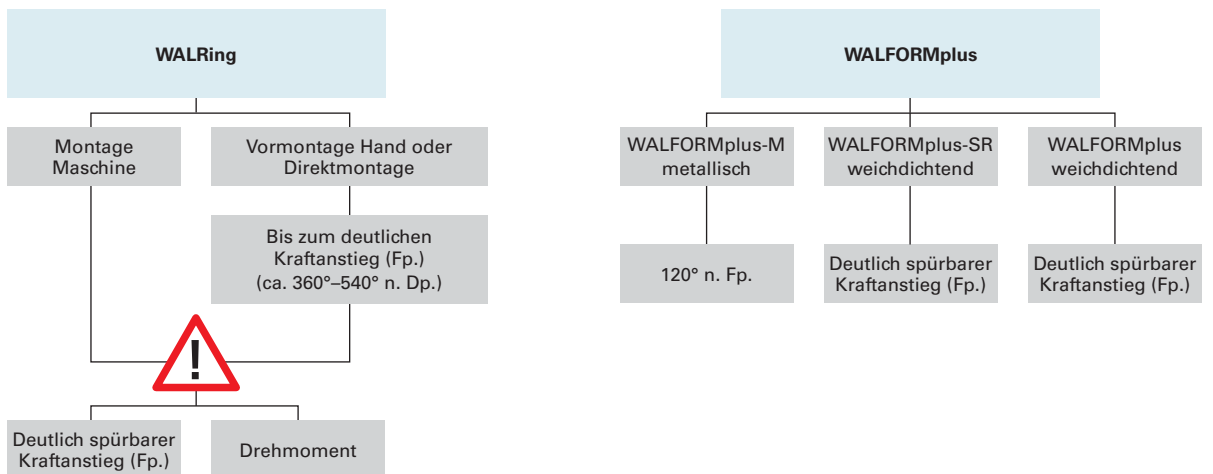 WALRing
Montage
Maschine
Vormontage Hand oder
Direktmontage
Bis zum deutlichen
Kraftanstieg (Fp.)
(ca. 360°–540° n. Dp.)
!
Deutlich spürbarer
Kraftanstieg (Fp.)
Drehmoment
WALFORMplus
WALFORMplus-M
metallisch
WALFORMplus-SR
weichdichtend
WALFORMplus
weichdichtend
120° n. Fp.
Deutlich spürbarer
Kraftanstieg (Fp.)
Deutlich spürbarer
Kraftanstieg (Fp.)